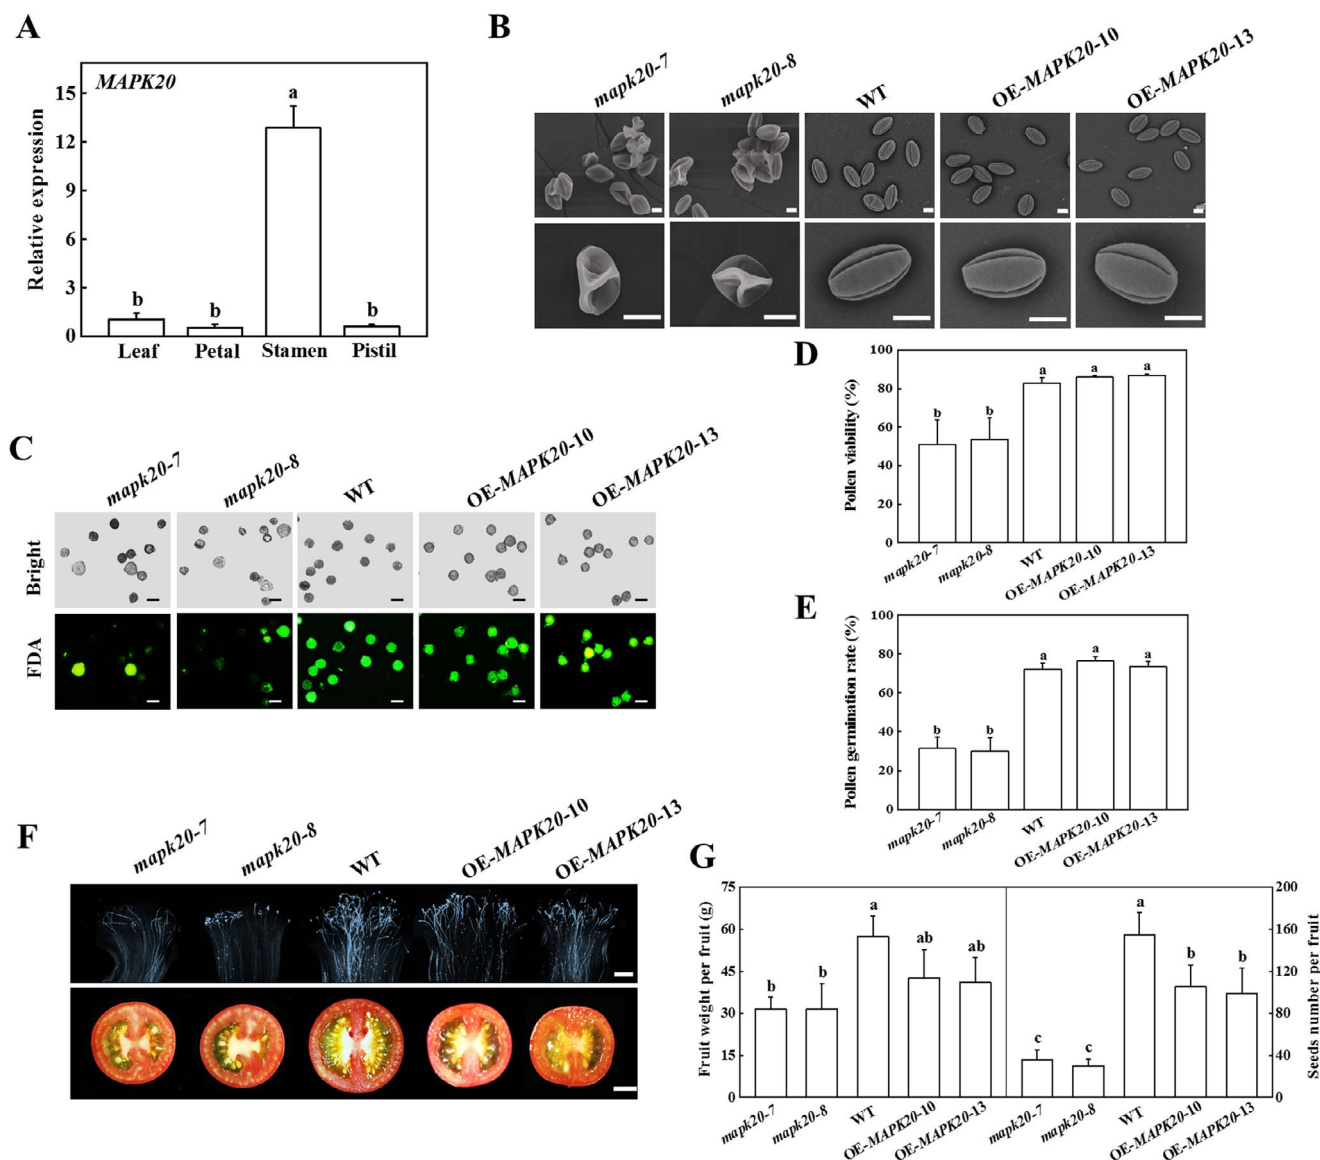 A
MAPK20
Relative expression
15
12
9
6
3
0
a
b
b
b
Leaf Petal Stamen Pistil
B
mapk20-7 mapk20-8 WT OE-MAPK20-10 OE-MAPK20-13
C
mapk20-7 mapk20-8 WT OE-MAPK20-10 OE-MAPK20-13
Bright
FDA
D
Pollen viability (%)
100
80
60
40
20
0
b b a a a
mapk20-7 mapk20-8 WT OE-MAPK20-10 OE-MAPK20-13
E
Pollen germination rate (%)
100
80
60
40
20
0
b b a a a
mapk20-7 mapk20-8 WT OE-MAPK20-10 OE-MAPK20-13
F
mapk20-7 mapk20-8 WT OE-MAPK20-10 OE-MAPK20-13
G
Fruit weight per fruit (g)
75
60
45
30
15
0
b b a ab ab
c c a b b
200
160
120
80
40
0
Seeds number per fruit
mapk20-7 mapk20-8 WT OE-MAPK20-10 OE-MAPK20-13 mapk20-7 mapk20-8 WT OE-MAPK20-10 OE-MAPK20-13